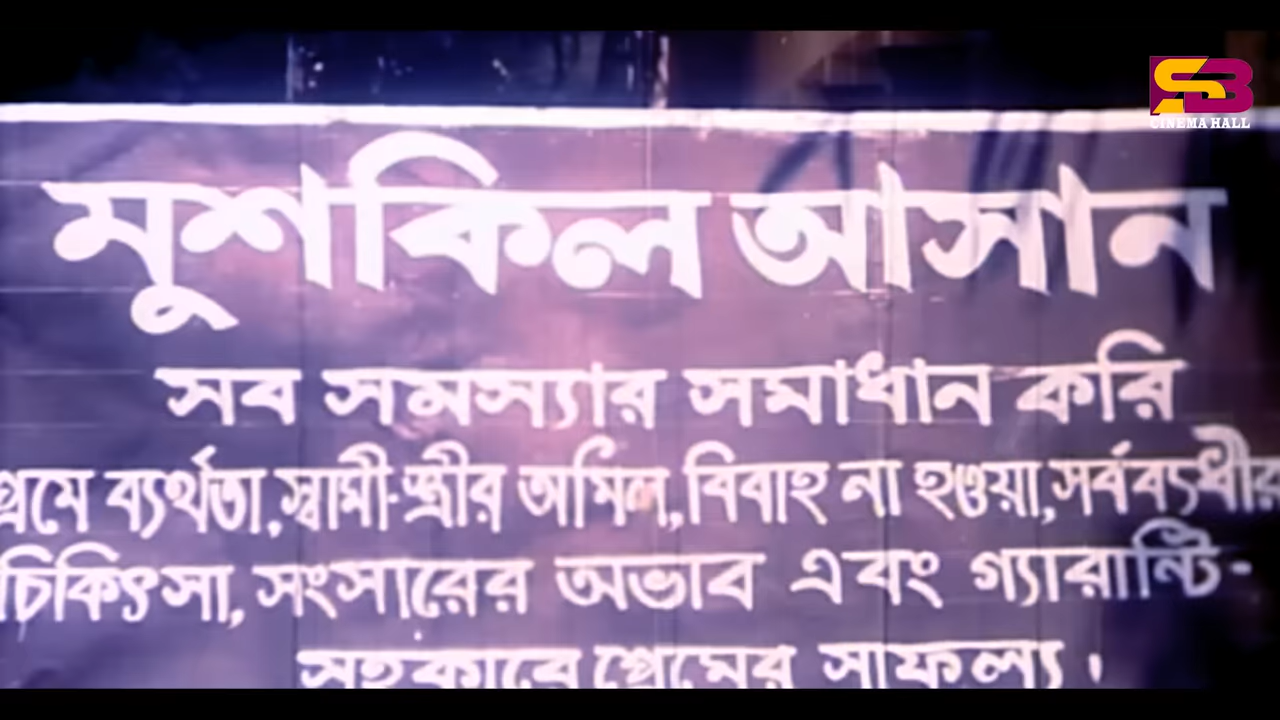 SB
CINEMA HALL
মুশকিল আসান
সব সমস্যার সমাধান করি
প্রেমে ব্যর্থতা, স্বামী-স্ত্রীর অমিল, বিবাহ না হওয়া, সর্বব্যধীর
চিকিৎসা, সংসারের অভাব এবং গ্যারান্টি-
সহকারে প্রেমের সাফল্য।